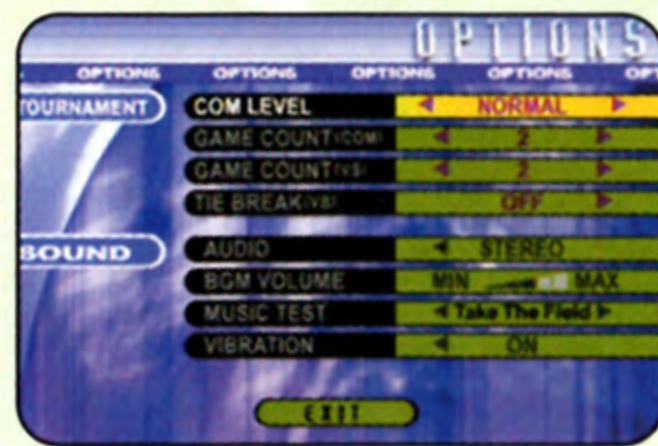 OPTIONS
OPTIONS OPTIONS OPTIONS OPTIONS OPT
TOURNAMENT
COM LEVEL NORMAL
GAME COUNT (COM) 2
GAME COUNT (VS) 2
TIE BREAK (VS) OFF
SOUND
AUDIO STEREO
BGM VOLUME MIN MAX
MUSIC TEST Take The Field
VIBRATION ON
EXIT